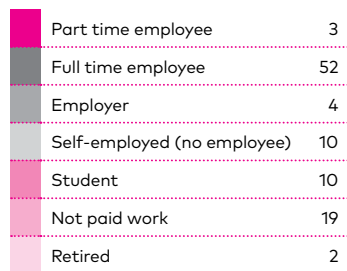 Part time employee 3
Full time employee 52
Employer 4
Self-employed (no employee) 10
Student 10
Not paid work 19
Retired 2